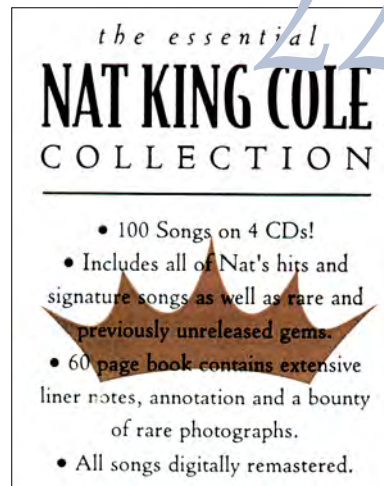 the essential
NAT KING COLE
COLLECTION
• 100 Songs on 4 CDs!
• Includes all of Nat's hits and
signature songs as well as rare and
previously unreleased gems.
• 60 page book contains extensive
liner notes, annotation and a bounty
of rare photographs.
• All songs digitally remastered.